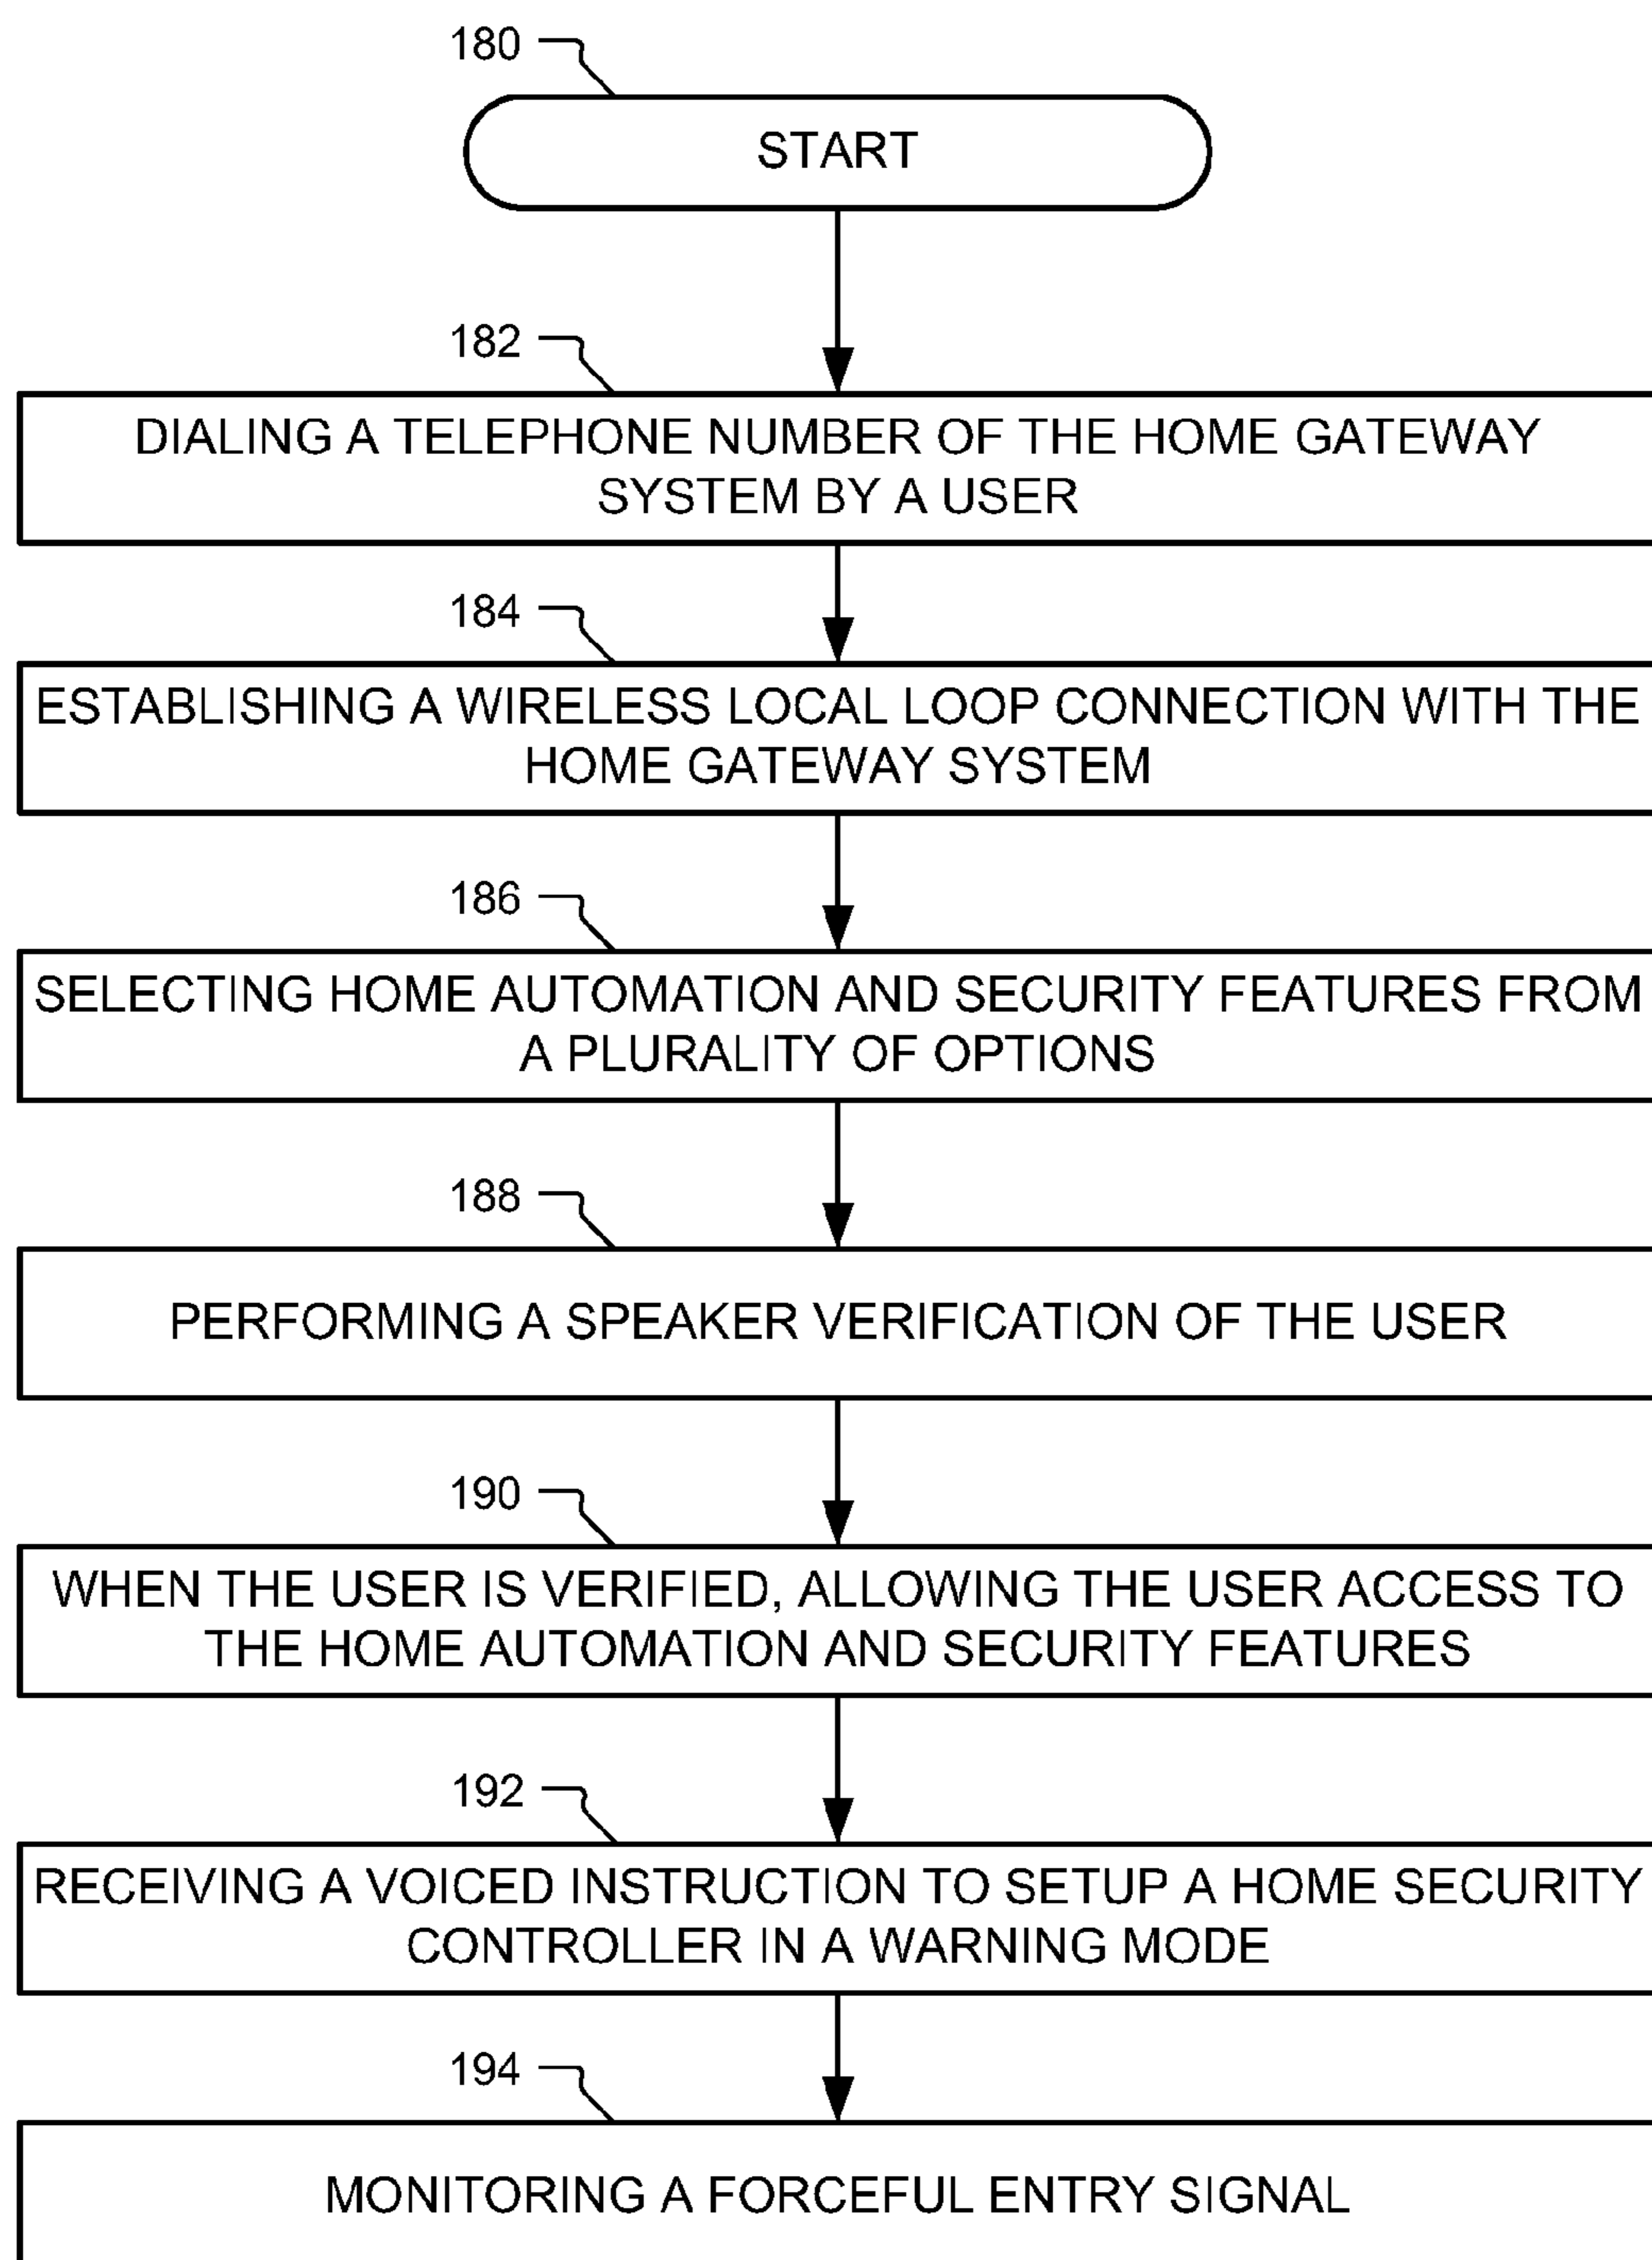 180
START
182
DIALING A TELEPHONE NUMBER OF THE HOME GATEWAY
SYSTEM BY A USER
184
ESTABLISHING A WIRELESS LOCAL LOOP CONNECTION WITH THE
HOME GATEWAY SYSTEM
186
SELECTING HOME AUTOMATION AND SECURITY FEATURES FROM
A PLURALITY OF OPTIONS
188
PERFORMING A SPEAKER VERIFICATION OF THE USER
190
WHEN THE USER IS VERIFIED, ALLOWING THE USER ACCESS TO
THE HOME AUTOMATION AND SECURITY FEATURES
192
RECEIVING A VOICED INSTRUCTION TO SETUP A HOME SECURITY
CONTROLLER IN A WARNING MODE
194
MONITORING A FORCEFUL ENTRY SIGNAL